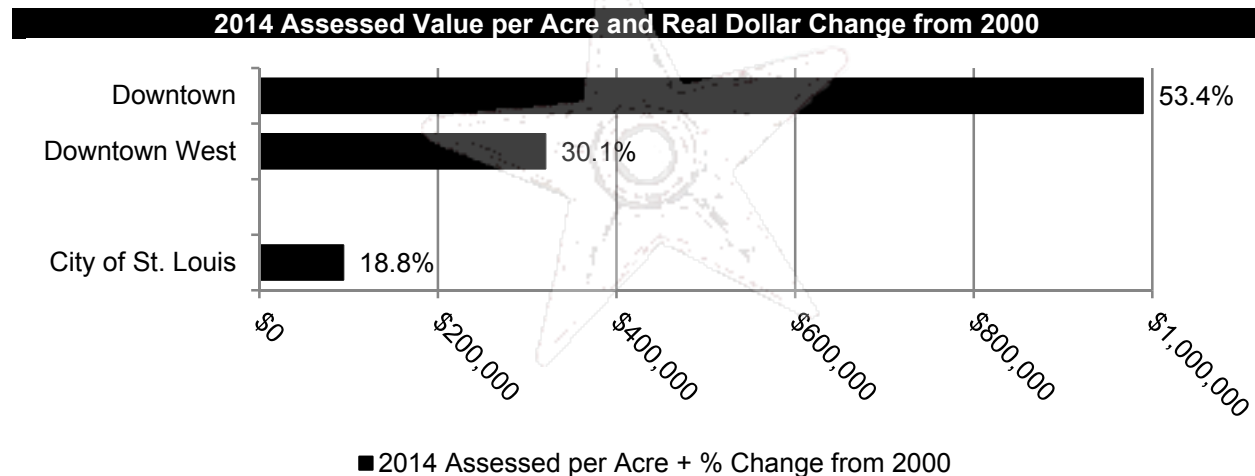 2014 Assessed Value per Acre and Real Dollar Change from 2000
Downtown
53.4%
Downtown West
30.1%
City of St. Louis
18.8%
$0
$200,000
$400,000
$600,000
$800,000
$1,000,000
2014 Assessed per Acre + % Change from 2000